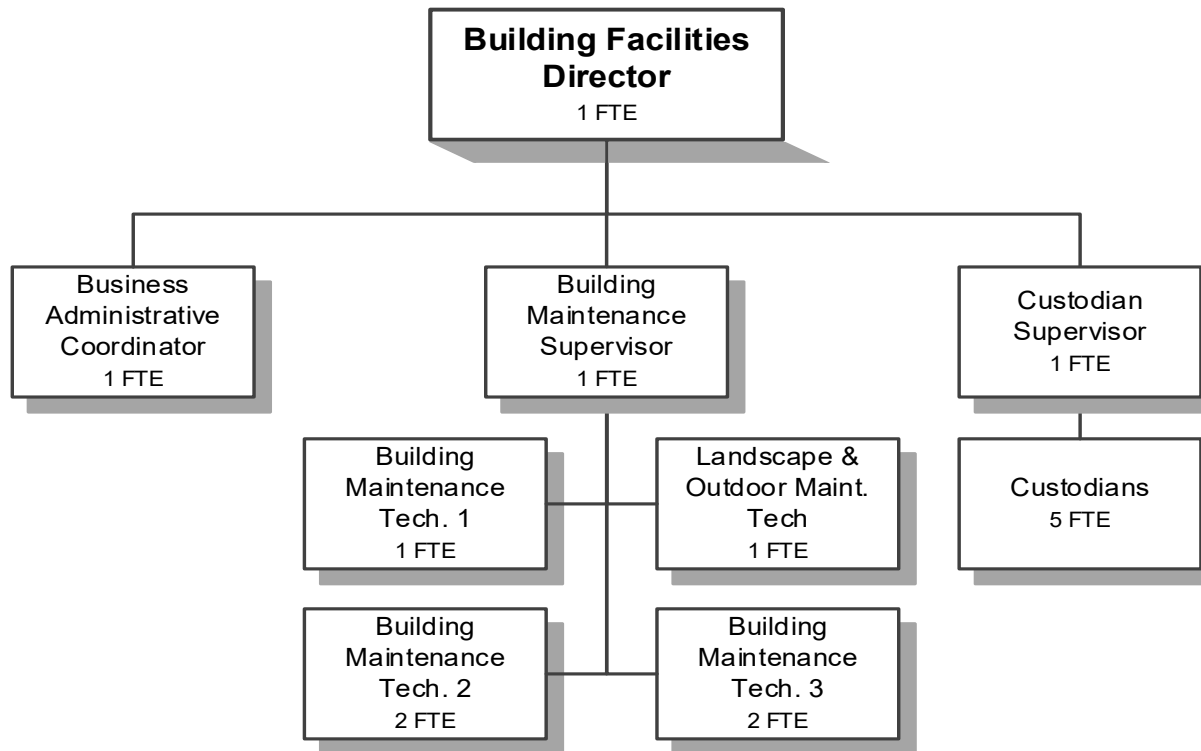 Building Facilities
Director
1 FTE
Business
Administrative
Coordinator
1 FTE
Building
Maintenance
Supervisor
1 FTE
Custodian
Supervisor
1 FTE
Building
Maintenance
Tech. 1
1 FTE
Landscape &
Outdoor Maint.
Tech
1 FTE
Custodians
5 FTE
Building
Maintenance
Tech. 2
2 FTE
Building
Maintenance
Tech. 3
2 FTE